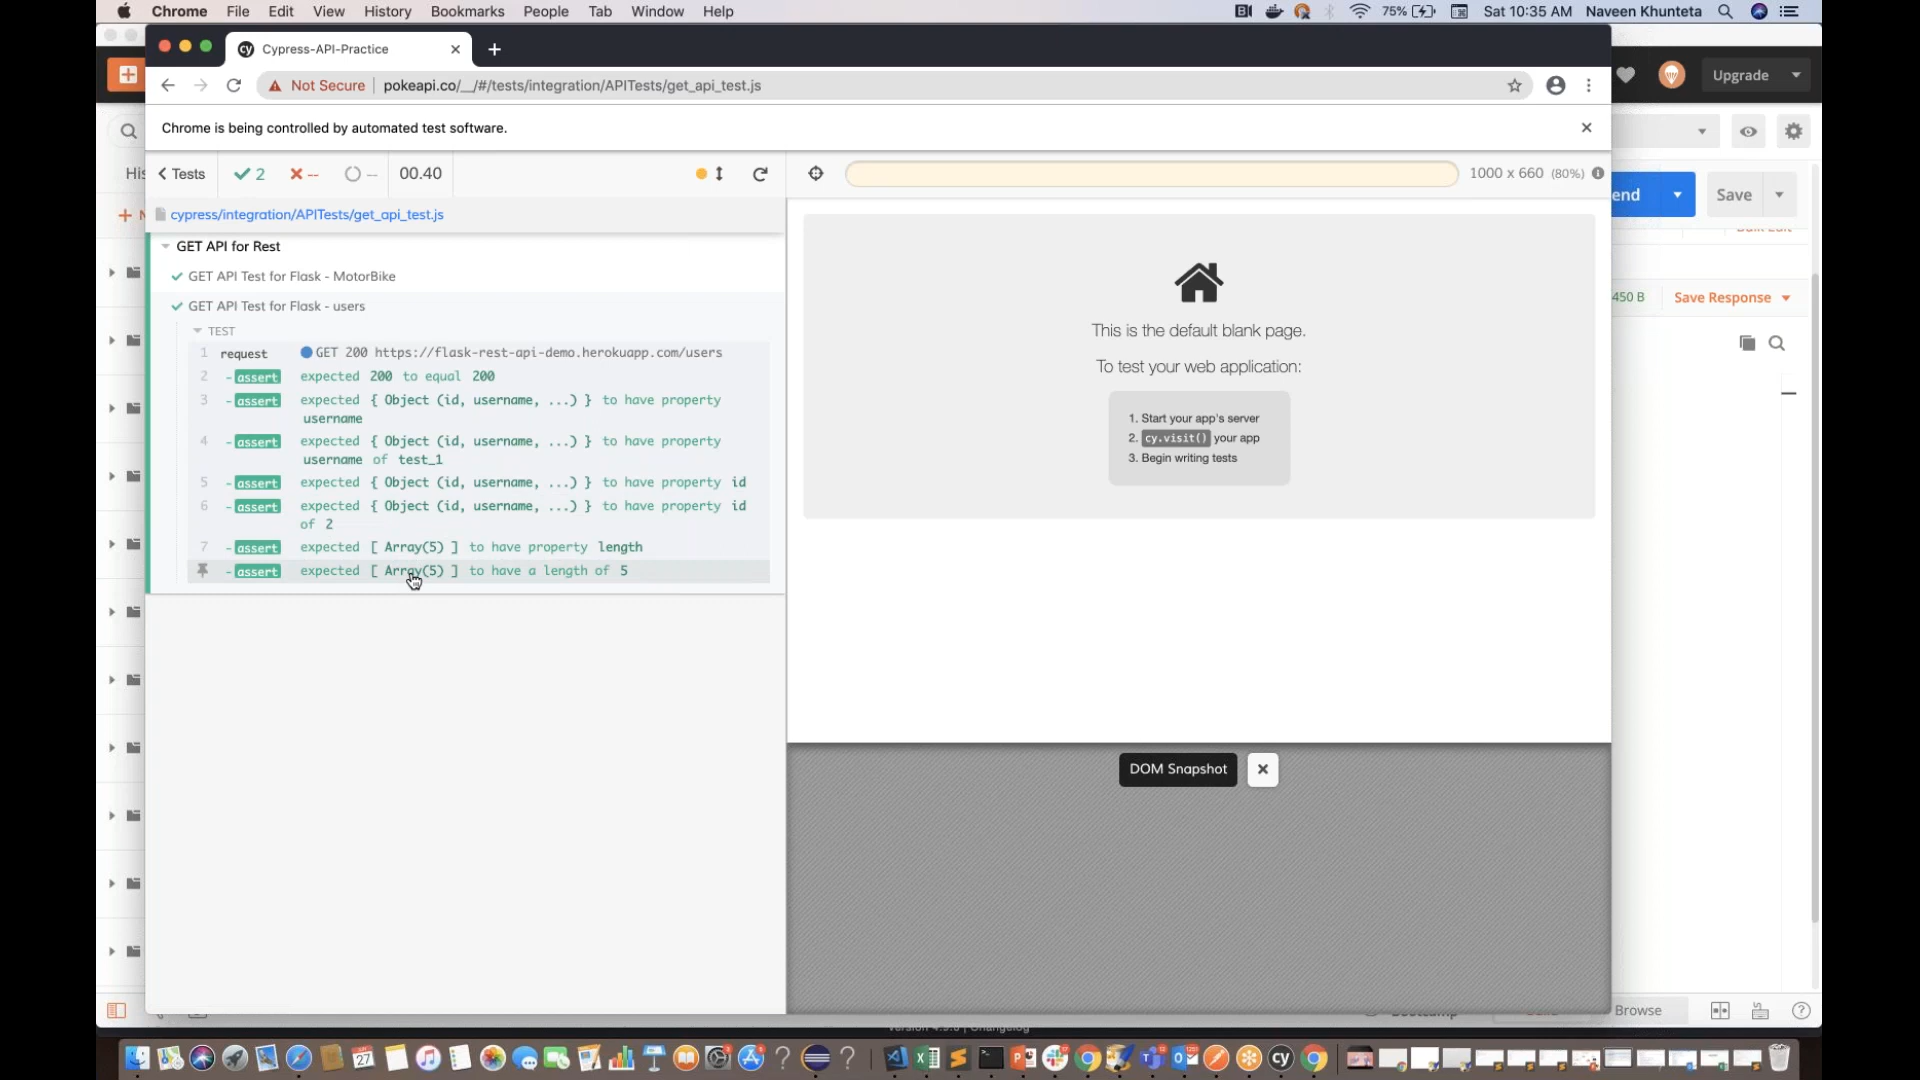 Chrome File Edit View History Bookmarks People Tab Window Help 75% Sat 10:35 AM Naveen Khunteta
Cypress-API-Practice
Upgrade
Not Secure pokeapi.co/__/#/tests/integration/APITests/get_api_test.js
Chrome is being controlled by automated test software.
His
Tests 2 -- -- 00.40 1000 x 660 (80%)
end Save
cypress/integration/APITests/get_api_test.js
GET API for Rest
GET API Test for Flask - MotorBike
GET API Test for Flask - users
450 B Save Response
TEST
1 request GET 200 https://flask-rest-api-demo.herokuapp.com/users
2 -assert expected 200 to equal 200
3 -assert expected { Object (id, username, ...) } to have property
username
4 -assert expected { Object (id, username, ...) } to have property
username of test_1
5 -assert expected { Object (id, username, ...) } to have property id
6 -assert expected { Object (id, username, ...) } to have property id
of 2
7 -assert expected [ Array(5) ] to have property length
-assert expected [ Array(5) ] to have a length of 5
This is the default blank page.
To test your web application:
1. Start your app's server
2. cy.visit() your app
3. Begin writing tests
DOM Snapshot
Browse